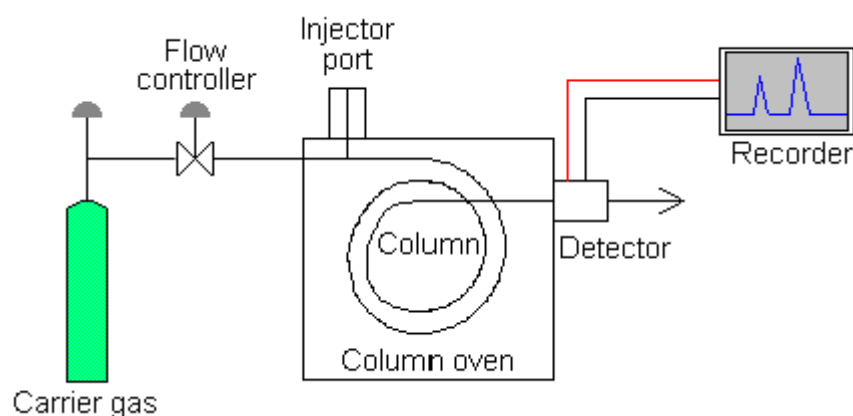 Injector
port
Flow
controller
Recorder
Column
Detector
Column oven
Carrier gas